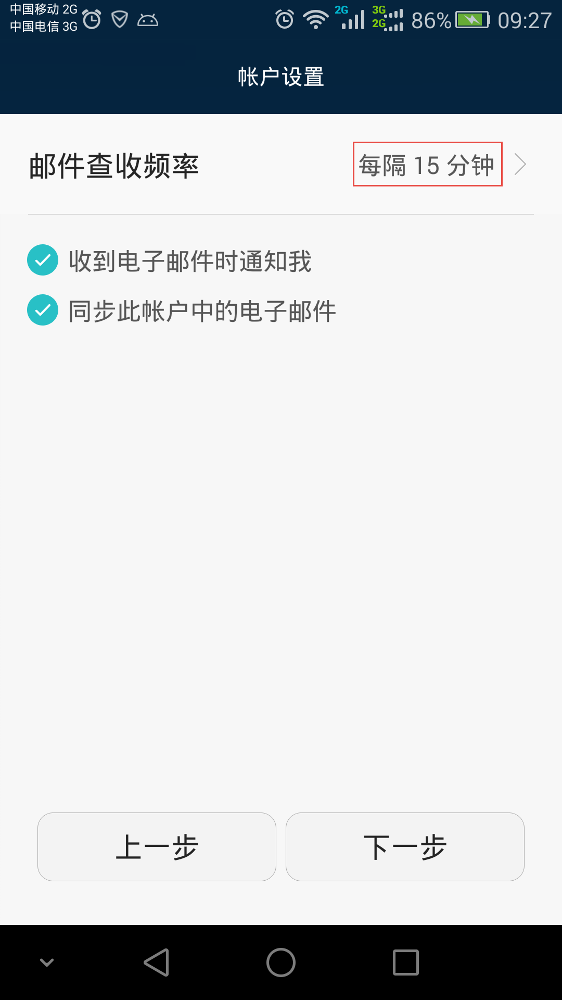 中国移动 2G
中国电信 3G
2G
3G
2G
86%
09:27
帐户设置
邮件查收频率
每隔 15 分钟
收到电子邮件时通知我
同步此帐户中的电子邮件
上一步
下一步